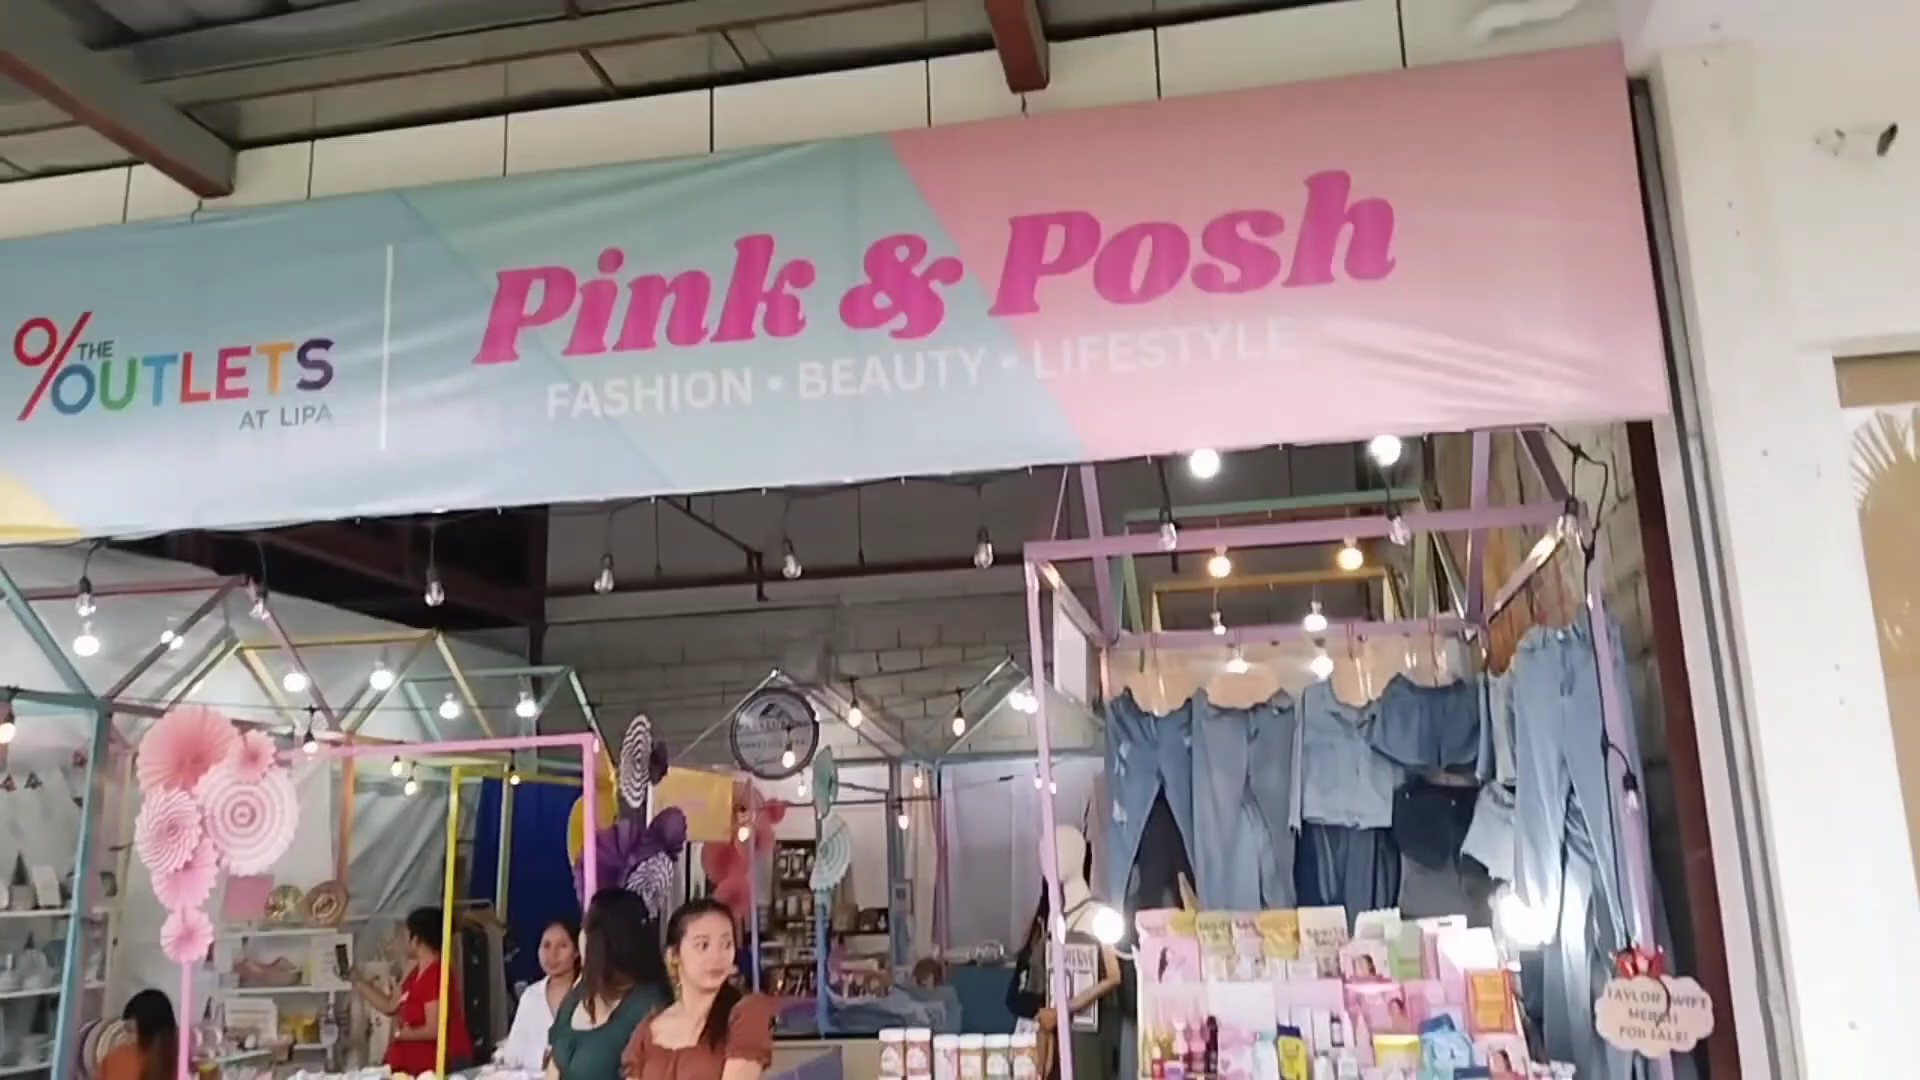 % THE
OUTLETS
AT LIPA
Pink & Posh
FASHION • BEAUTY • LIFESTYLE
TAYLOR SWIFT
MERCH
FOR SALE!